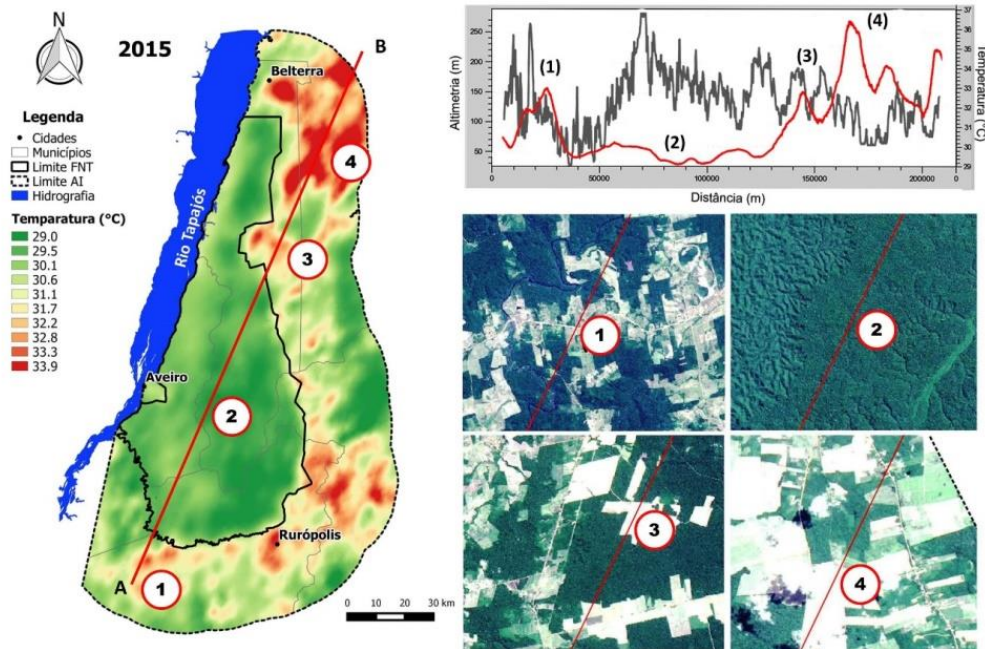 N
2015
Legenda
Cidades
Municípios
Limite FNT
Limite AI
Hidrografia
Temparatura (°C)
29.0
29.5
30.1
30.6
31.1
31.7
32.2
32.8
33.3
33.9
Rio Tapajós
B
Belterra
4
3
Aveiro
2
Rurópolis
A
1
0 10 20 30 km
Altimetria (m)
250
200
150
100
50
(1)
(2)
(3)
(4)
37
36
35
34
33
32
31
30
29
Temperatura (°C)
0
50000
100000
150000
200000
Distância (m)
1
2
3
4